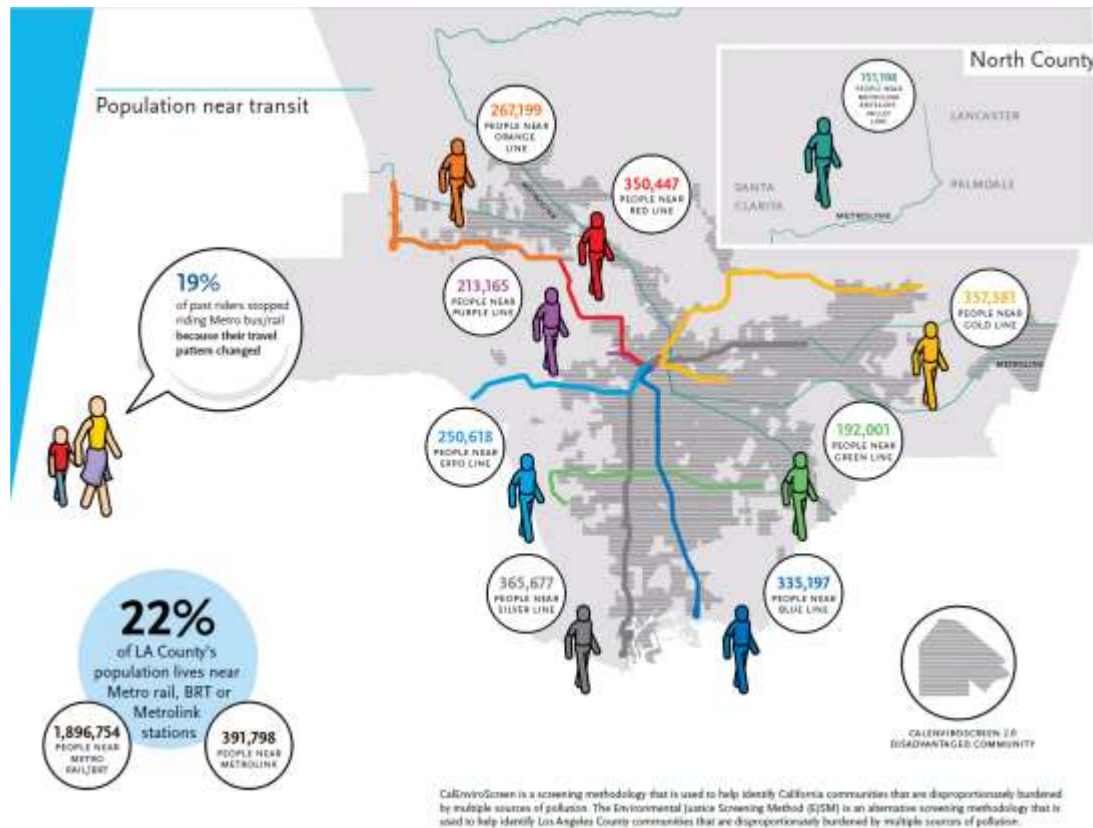 North County
Population near transit
151,198
PEOPLE NEAR
METROLINK
ANTELOPE
VALLEY
LINE
LANCASTER
PALMDALE
SANTA
CLARITA
METROLINK
267,199
PEOPLE NEAR
ORANGE
LINE
METROLINK
350,447
PEOPLE NEAR
RED LINE
213,165
PEOPLE NEAR
PURPLE LINE
19%
of past riders stopped
riding Metro bus/rail
because their travel
pattern changed
357,381
PEOPLE NEAR
GOLD LINE
METROLINK
250,618
PEOPLE NEAR
EXPO LINE
192,001
PEOPLE NEAR
GREEN LINE
365,677
PEOPLE NEAR
SILVER LINE
335,197
PEOPLE NEAR
BLUE LINE
22%
of LA County's
population lives near
Metro rail, BRT or
Metrolink
stations
1,896,754
PEOPLE NEAR
METRO
RAIL/BRT
391,798
PEOPLE NEAR
METROLINK
CALENVIROSCREEN 2.0
DISADVANTAGED COMMUNITY
CalEnviroScreen is a screening methodology that is used to help identify California communities that are disproportionately burdened
by multiple sources of pollution. The Environmental Justice Screening Method (EJSM) is an alternative screening methodology that is
used to help identify Los Angeles County communities that are disproportionately burdened by multiple sources of pollution.